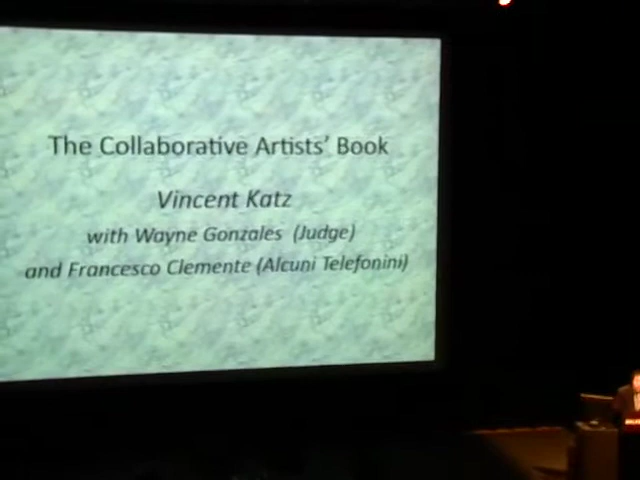 The Collaborative Artists’ Book
Vincent Katz
with Wayne Gonzales (Judge)
and Francesco Clemente (Alcuni Telefonini)